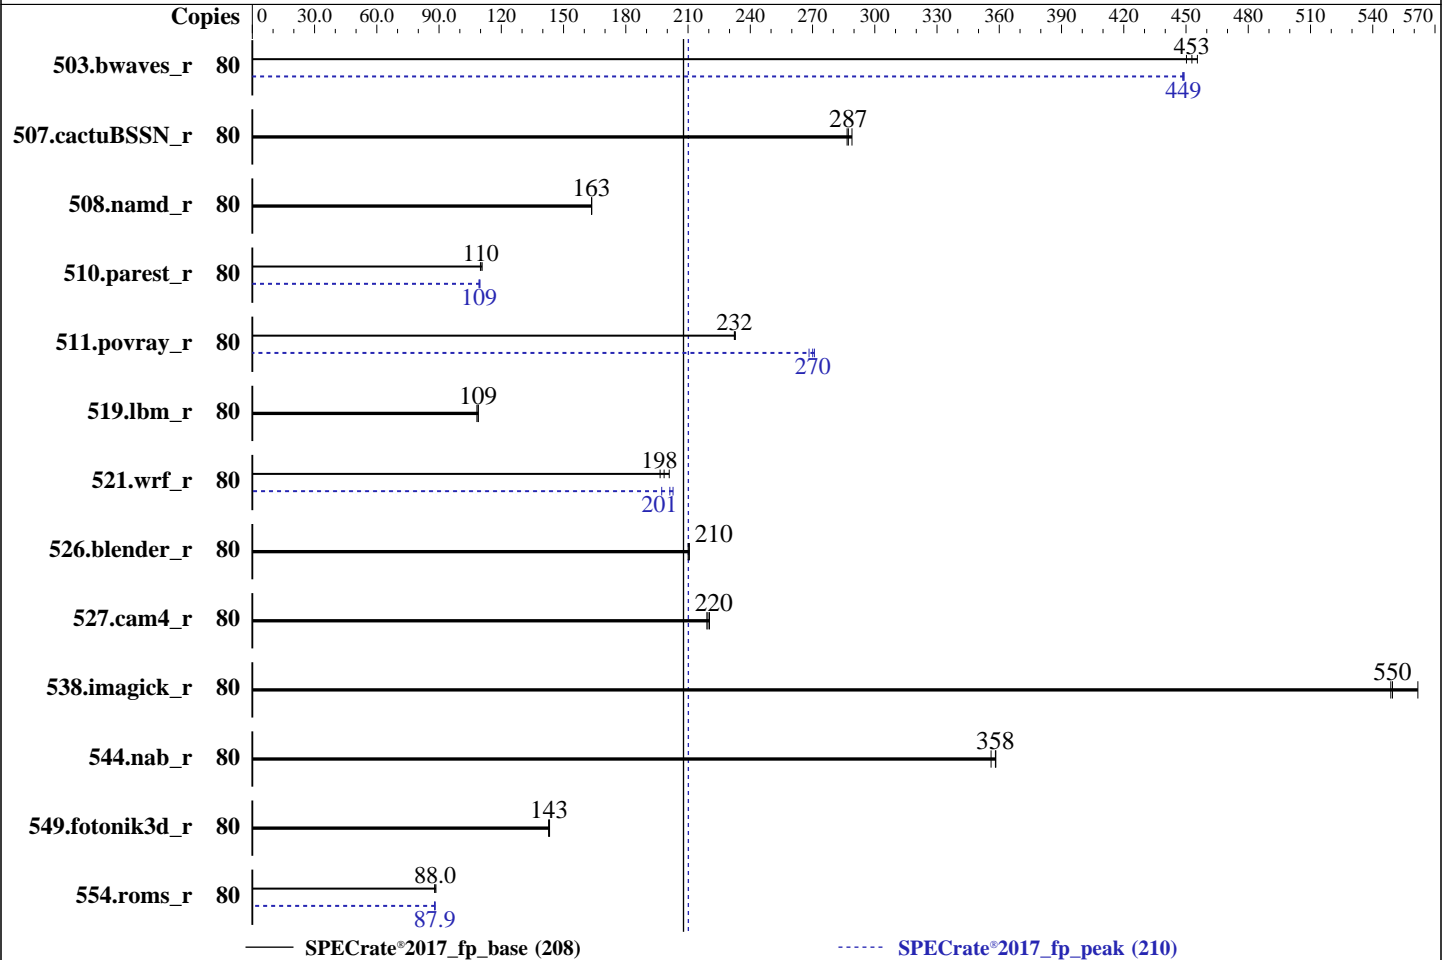 Copies 0 30.0 60.0 90.0 120 150 180 210 240 270 300 330 360 390 420 450 480 510 540 570
503.bwaves_r 80 453
449
507.cactuBSSN_r 80 287
508.namd_r 80 163
510.parest_r 80 110
109
511.povray_r 80 232
270
519.lbm_r 80 109
521.wrf_r 80 198
201
526.blender_r 80 210
527.cam4_r 80 220
538.imagick_r 80 550
544.nab_r 80 358
549.fotonik3d_r 80 143
554.roms_r 80 88.0
87.9
SPECrate®2017_fp_base (208) SPECrate®2017_fp_peak (210)